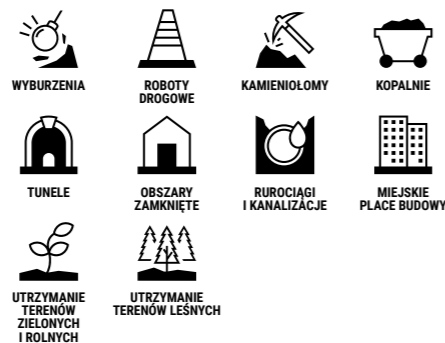 WYBURZENIA
ROBOTY
DROGOWE
KAMIENIOŁOMY
KOPALNIE
TUNELE
OBSZARY
ZAMKNIĘTE
RUROCIĄGI
I KANALIZACJE
MIEJSKIE
PLACE BUDOWY
UTRZYMANIE
TERENÓW
ZIELONYCH
I ROLNYCH
UTRZYMANIE
TERENÓW LEŚNYCH